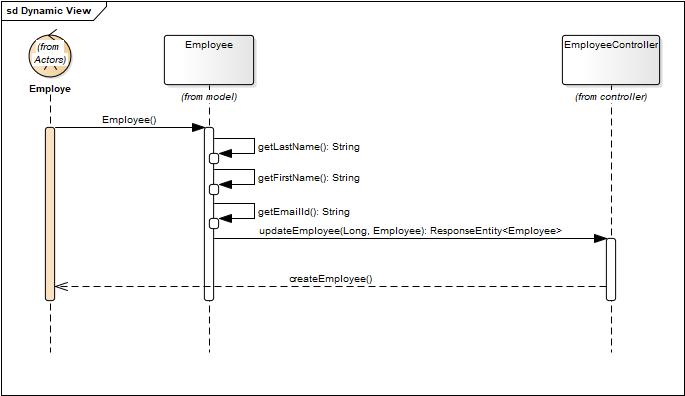 sd Dynamic View
(from
Actors)
Employe
Employee
(from model)
EmployeeController
(from controller)
Employee()
getLastName(): String
getFirstName(): String
getEmailId(): String
updateEmployee(Long, Employee): ResponseEntity<Employee>
createEmployee()